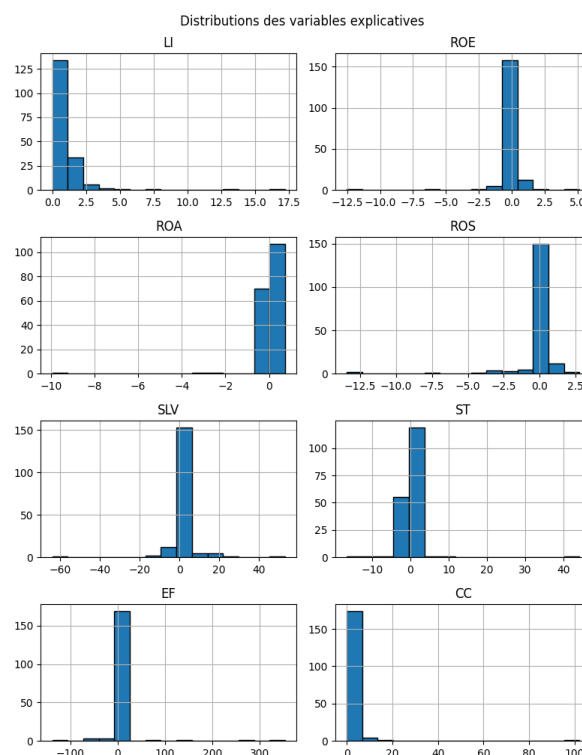 Distributions des variables explicatives
LI
ROE
125
100
75
50
25
0
0.0 2.5 5.0 7.5 10.0 12.5 15.0 17.5
150
100
50
0
−12.5 −10.0 −7.5 −5.0 −2.5 0.0 2.5 5.0
ROA
ROS
100
80
60
40
20
0
−10 −8 −6 −4 −2 0
150
100
50
0
−12.5 −10.0 −7.5 −5.0 −2.5 0.0 2.5
SLV
ST
150
100
50
0
−60 −40 −20 0 20 40
100
75
50
25
0
−10 0 10 20 30 40
EF
CC
150
100
50
0
−100 0 100 200 300
150
100
50
0
0 20 40 60 80 100